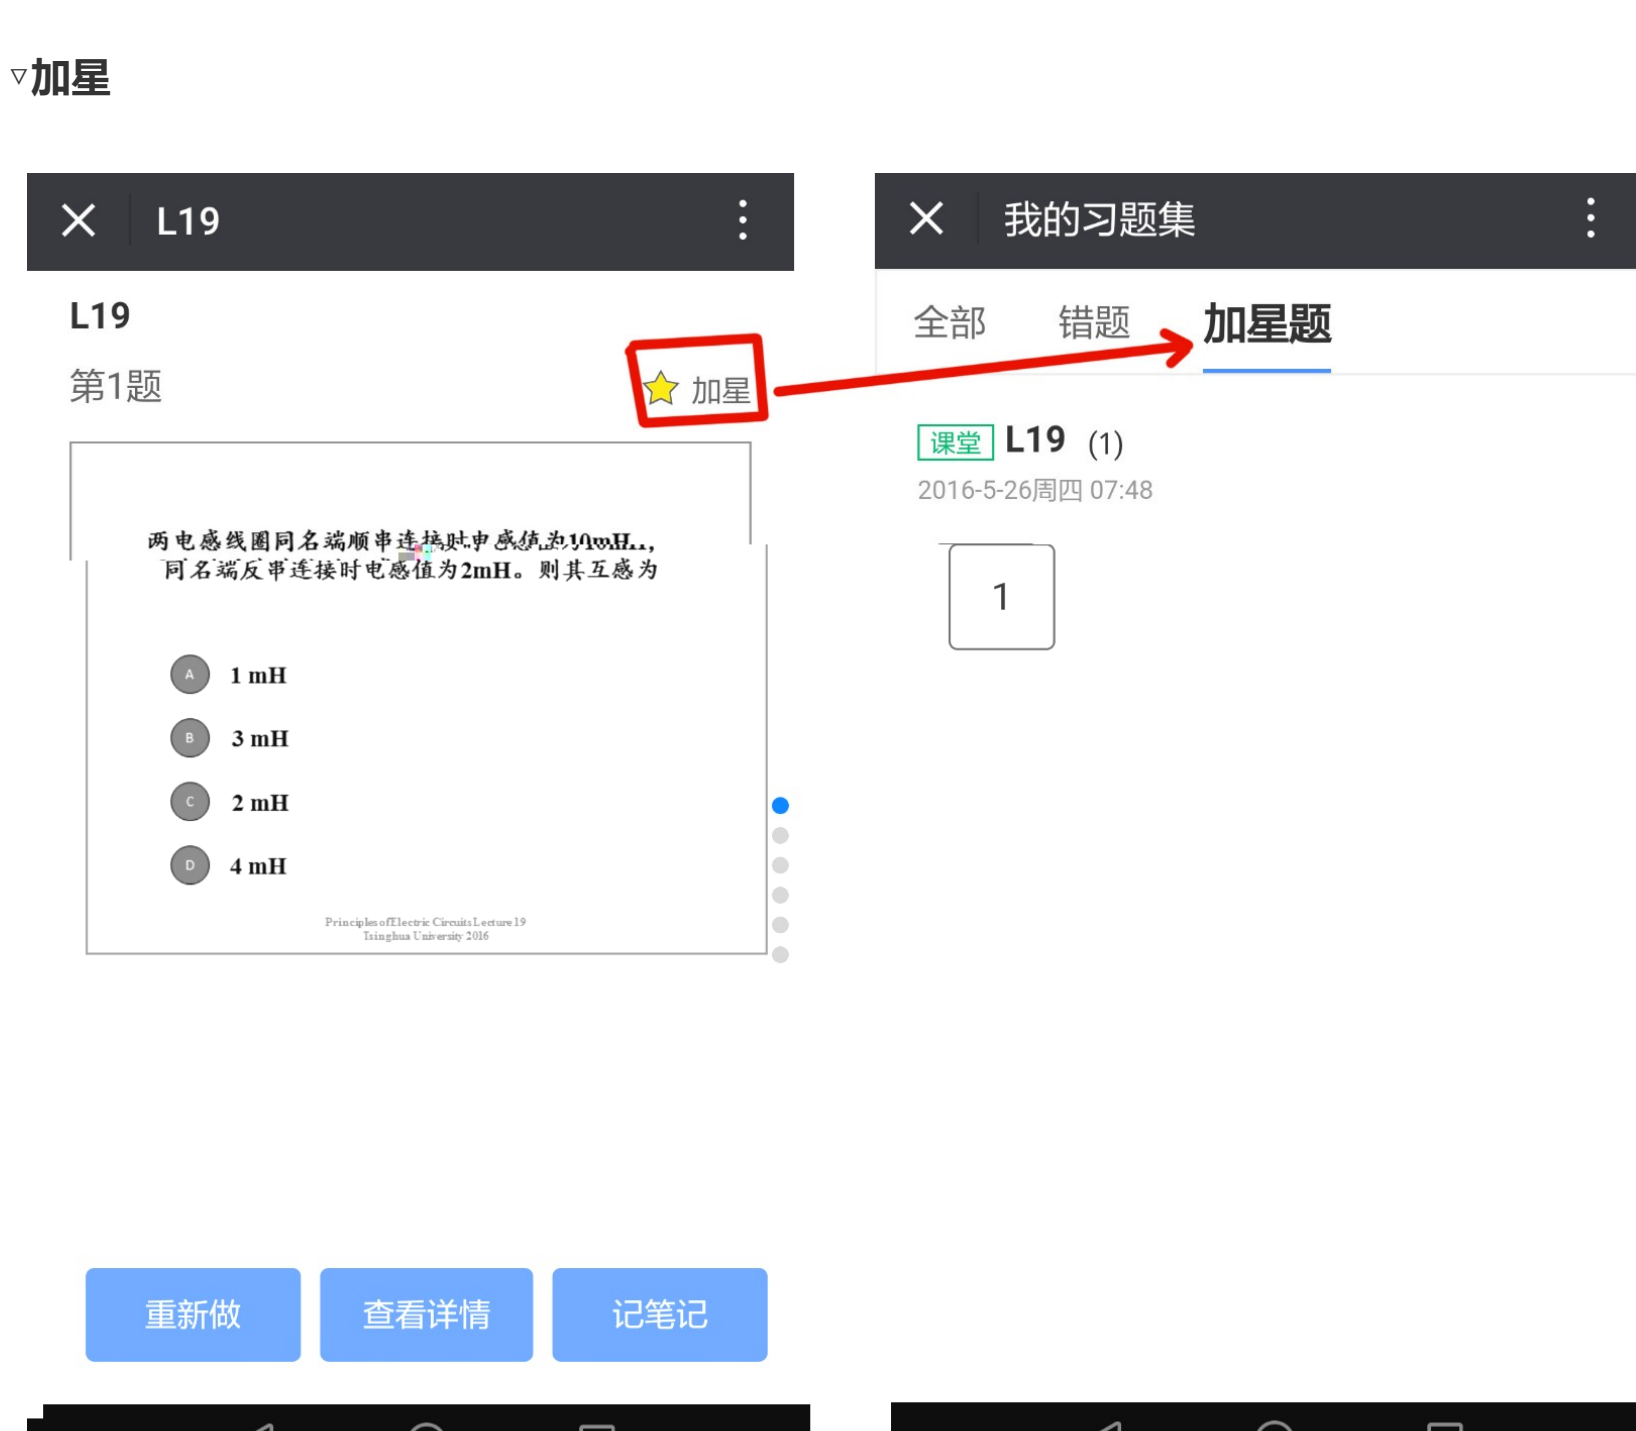 ▿加星
L19
L19
第1题
加星
两电感线圈同名端顺串连接时电感值为10mH,
同名端反串连接时电感值为2mH。则其互感为
A 1 mH
B 3 mH
C 2 mH
D 4 mH
Principles of Electric Circuits Lecture 19
Tsinghua University 2016
重新做 查看详情 记笔记
我的习题集
全部 错题 加星题
课堂 L19 (1)
2016-5-26周四 07:48
1